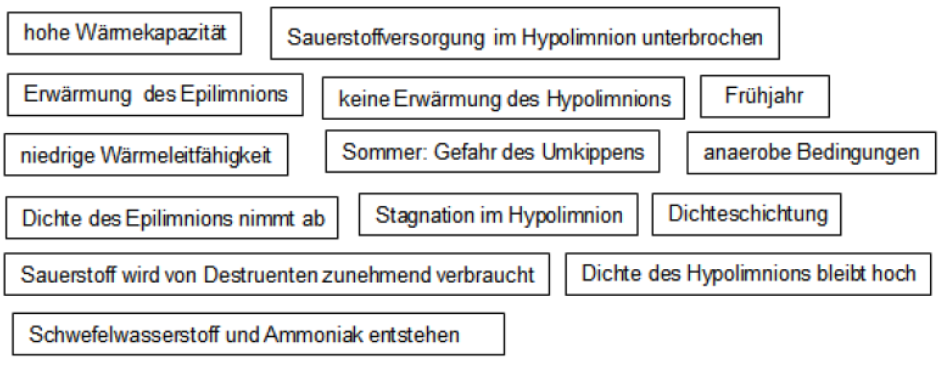 hohe Wärmekapazität
Sauerstoffversorgung im Hypolimnion unterbrochen
Erwärmung des Epilimnions
keine Erwärmung des Hypolimnions
Frühjahr
niedrige Wärmeleitfähigkeit
Sommer: Gefahr des Umkippens
anaerobe Bedingungen
Dichte des Epilimnions nimmt ab
Stagnation im Hypolimnion
Dichteschichtung
Sauerstoff wird von Destruenten zunehmend verbraucht
Dichte des Hypolimnions bleibt hoch
Schwefelwasserstoff und Ammoniak entstehen